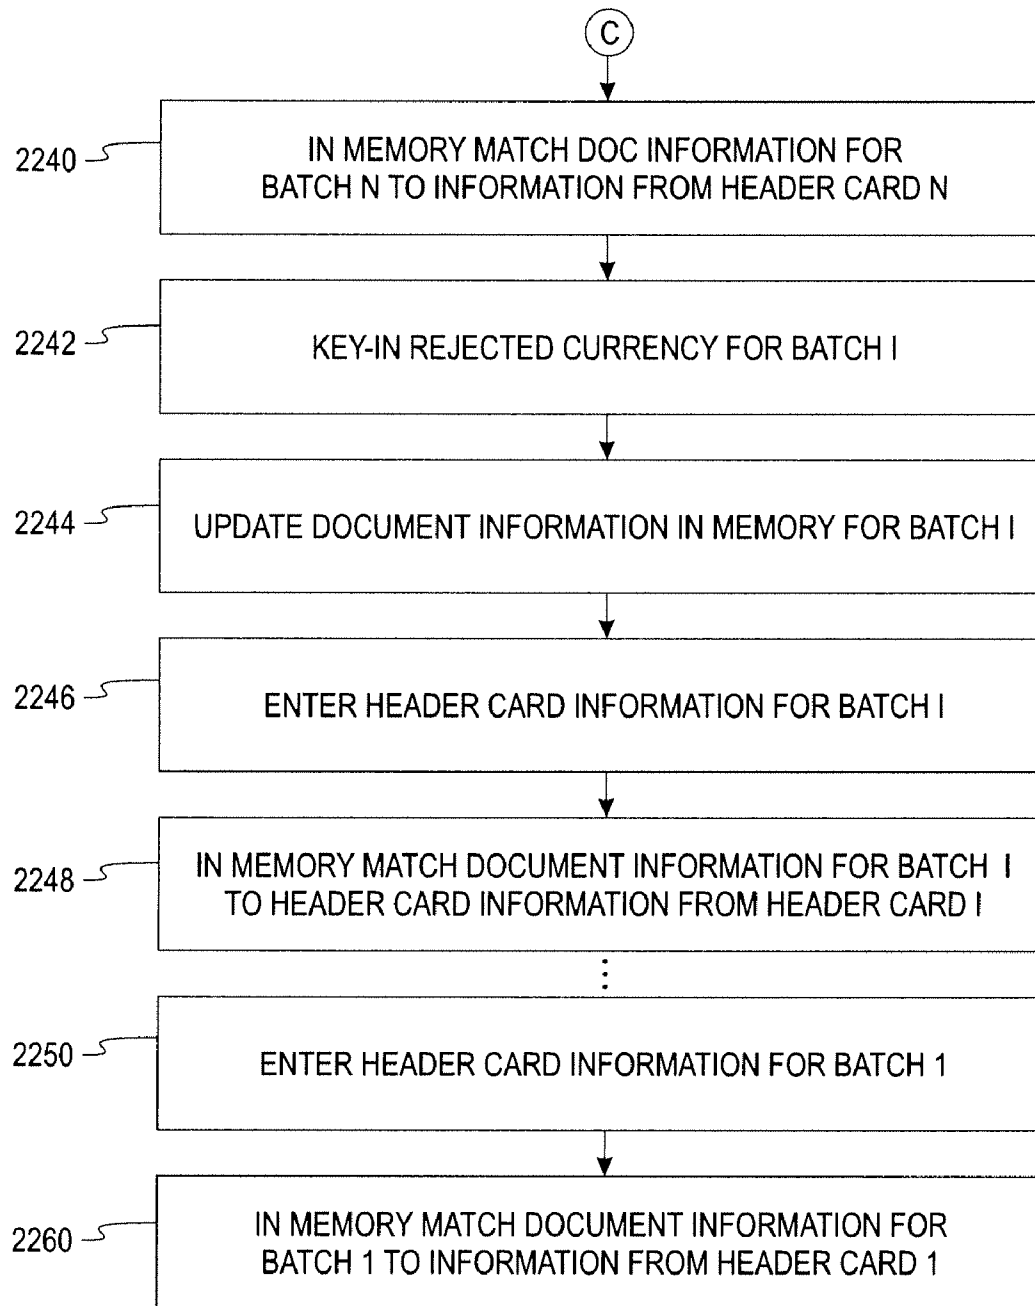 C
2240
IN MEMORY MATCH DOC INFORMATION FOR
BATCH N TO INFORMATION FROM HEADER CARD N
2242
KEY-IN REJECTED CURRENCY FOR BATCH I
2244
UPDATE DOCUMENT INFORMATION IN MEMORY FOR BATCH I
2246
ENTER HEADER CARD INFORMATION FOR BATCH I
2248
IN MEMORY MATCH DOCUMENT INFORMATION FOR BATCH I
TO HEADER CARD INFORMATION FROM HEADER CARD I
2250
ENTER HEADER CARD INFORMATION FOR BATCH 1
2260
IN MEMORY MATCH DOCUMENT INFORMATION FOR
BATCH 1 TO INFORMATION FROM HEADER CARD 1